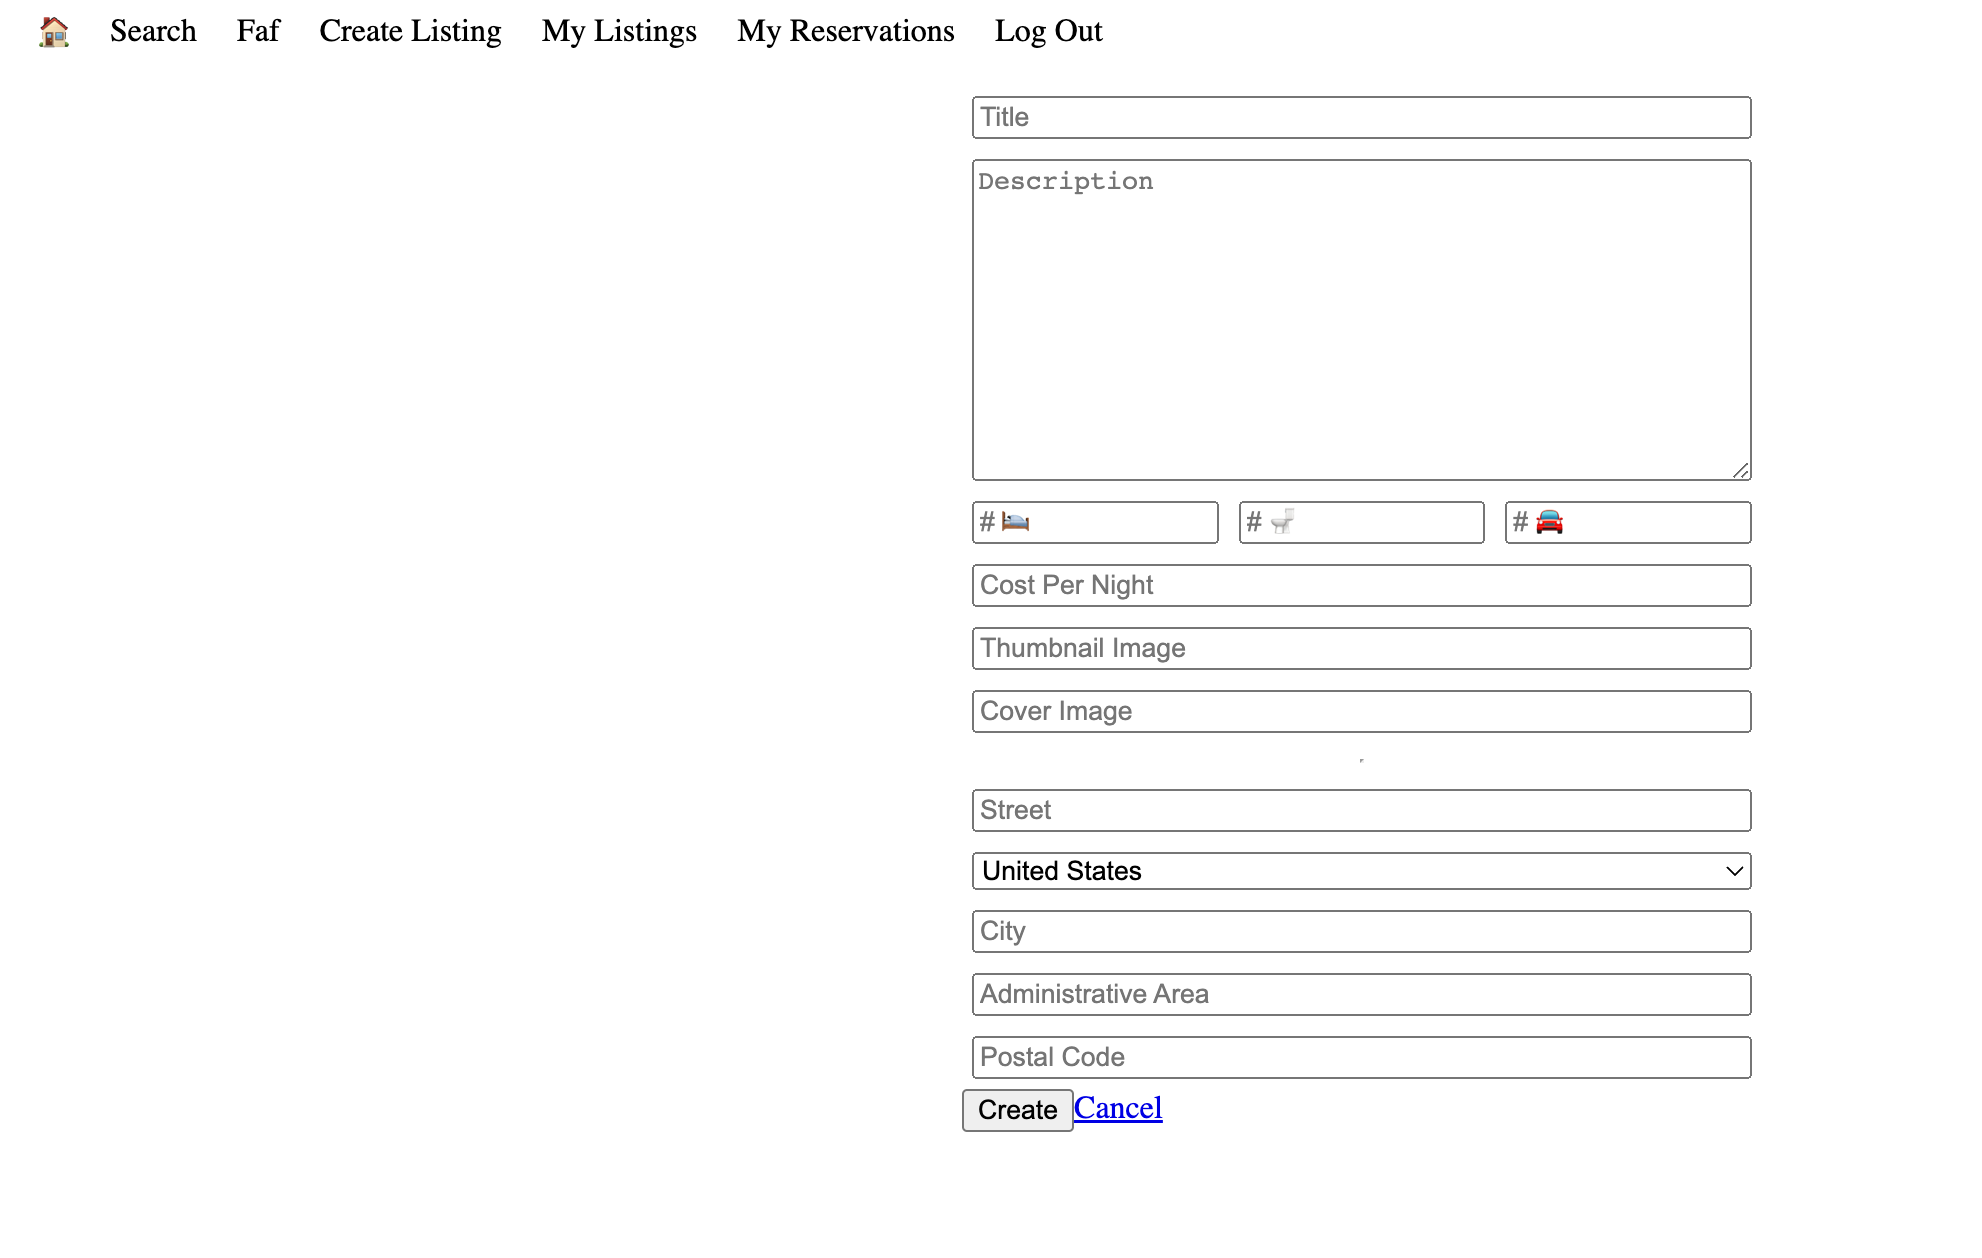 🏠 Search Faf Create Listing My Listings My Reservations Log Out
Title
Description
# 🛏️ # 🚽 # 🚘
Cost Per Night
Thumbnail Image
Cover Image
Street
United States
City
Administrative Area
Postal Code
Create Cancel